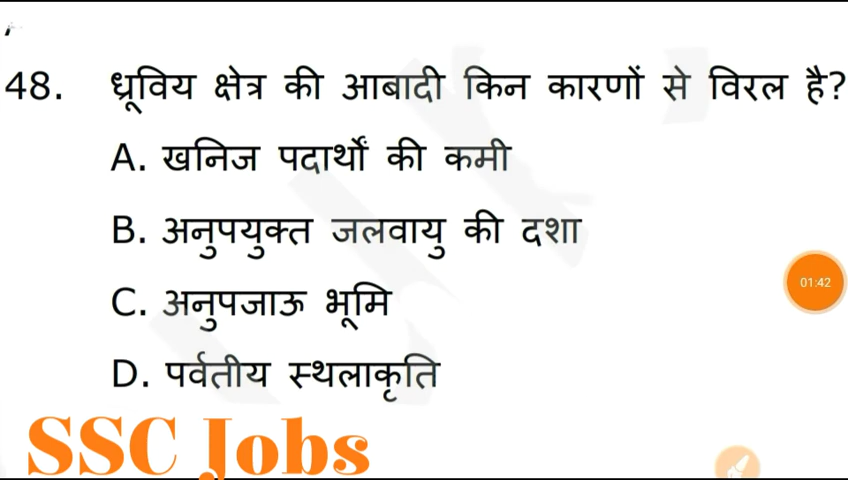 48. ध्रूविय क्षेत्र की आबादी किन कारणों से विरल है?
A. खनिज पदार्थों की कमी
B. अनुपयुक्त जलवायु की दशा
01:42
C. अनुपजाऊ भूमि
D. पर्वतीय स्थलाकृति
SSC Jobs